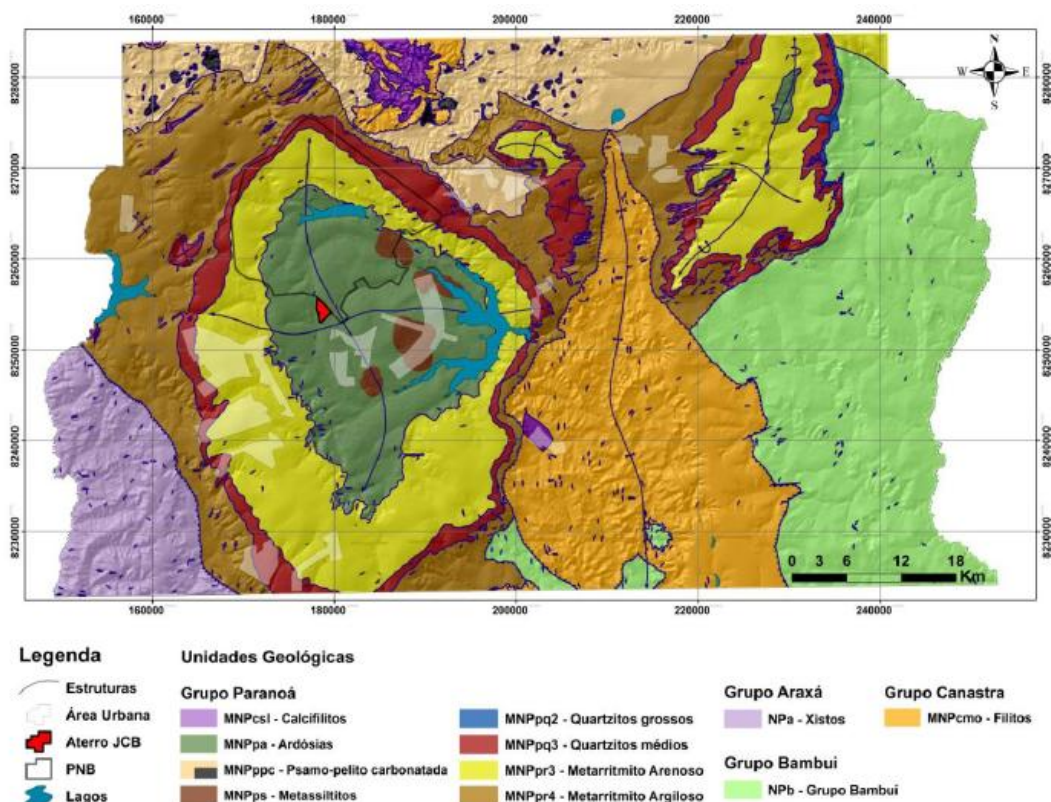 160000 180000 200000 220000 240000
N
W E
S
8280000 8280000
8270000 8270000
8260000 8260000
8250000 8250000
8240000 8240000
8230000 8230000
0 3 6 12 18
Km
160000 180000 200000 220000 240000
Legenda
Estruturas
Área Urbana
Aterro JCB
PNB
Lagos
Unidades Geológicas
Grupo Paranoá
MNPcsl - Calcifilitos
MNPpa - Ardósias
MNPppc - Psamo-pelito carbonatada
MNPps - Metassiltitos
MNPpq2 - Quartzitos grossos
MNPpq3 - Quartzitos médios
MNPpr3 - Metarritmito Arenoso
MNPpr4 - Metarritmito Argiloso
Grupo Araxá
NPa - Xistos
Grupo Bambui
NPb - Grupo Bambui
Grupo Canastra
MNPcmo - Filitos